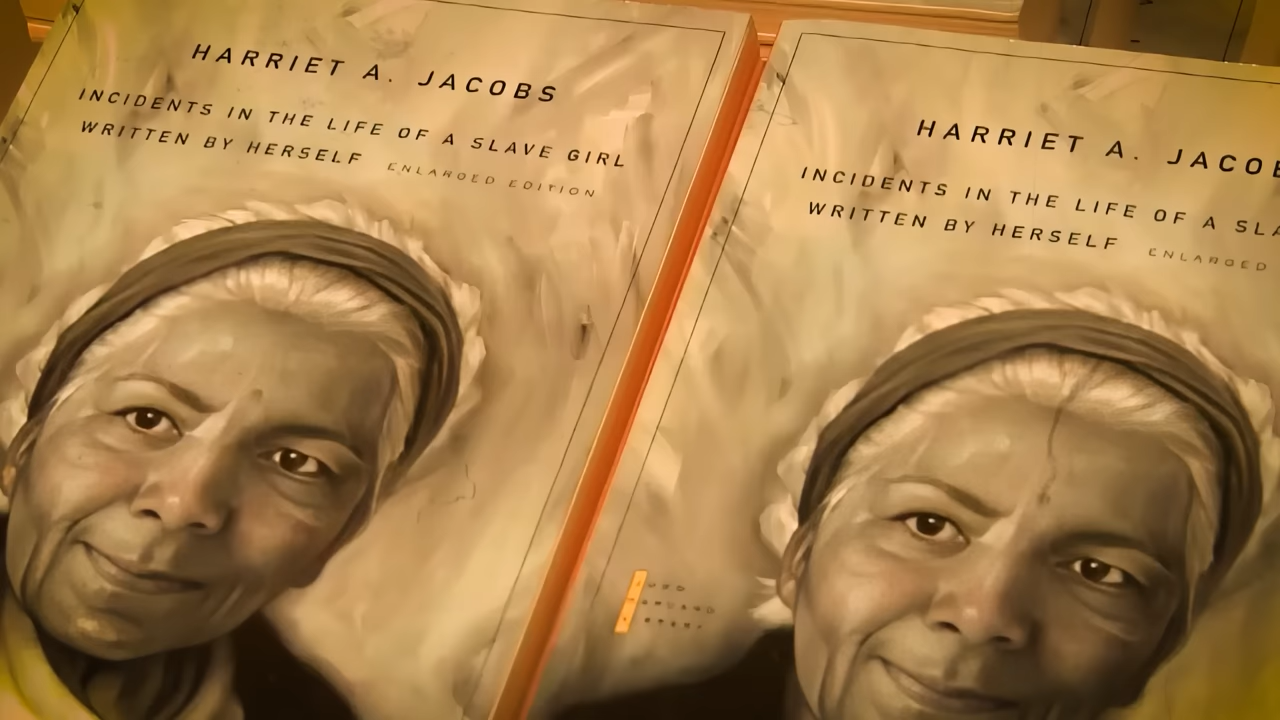 HARRIET A. JACOBS
INCIDENTS IN THE LIFE OF A SLAVE GIRL
WRITTEN BY HERSELF ENLARGED EDITION
HARRIET A.
INCIDENTS IN THE LIFE OF A
WRITTEN BY HERSELF ENLARGED